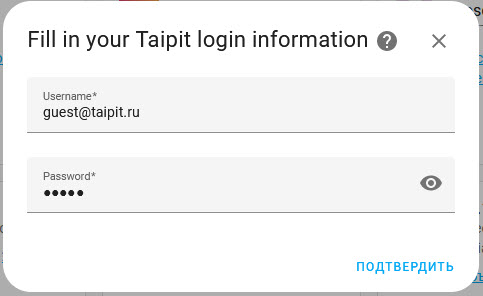 Fill in your Taipit login information
Username*
guest@taipit.ru
Password*
•••••
ПОДТВЕРДИТЬ